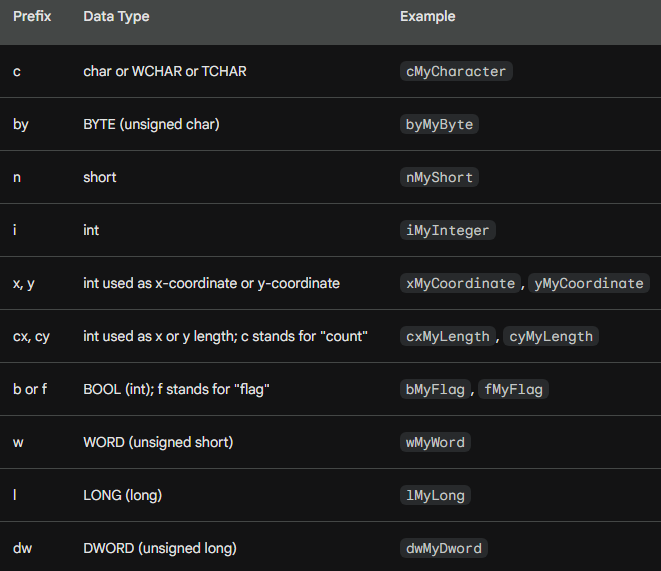 Prefix Data Type Example
c char or WCHAR or TCHAR cMyCharacter
by BYTE (unsigned char) byMyByte
n short nMyShort
i int iMyInteger
x, y int used as x-coordinate or y-coordinate xMyCoordinate, yMyCoordinate
cx, cy int used as x or y length; c stands for "count" cxMyLength, cyMyLength
b or f BOOL (int); f stands for "flag" bMyFlag, fMyFlag
w WORD (unsigned short) wMyWord
l LONG (long) lMyLong
dw DWORD (unsigned long) dwMyDword